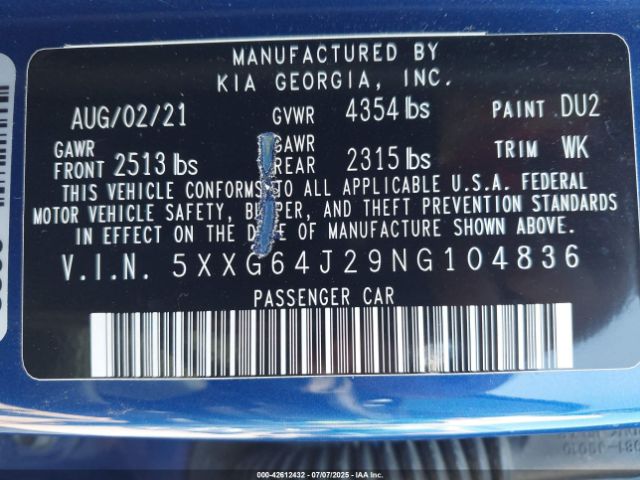 MANUFACTURED BY
KIA GEORGIA, INC.
AUG/02/21 GVWR 4354 lbs PAINT DU2
GAWR FRONT 2513 lbs GAWR REAR 2315 lbs TRIM WK
THIS VEHICLE CONFORMS TO ALL APPLICABLE U.S.A. FEDERAL
MOTOR VEHICLE SAFETY, BUMPER, AND THEFT PREVENTION STANDARDS
IN EFFECT ON THE DATE OF MANUFACTURE SHOWN ABOVE.
V.I.N. 5XXG64J29NG104836
PASSENGER CAR
000-42612432 - 07/07/2025 - IAAI